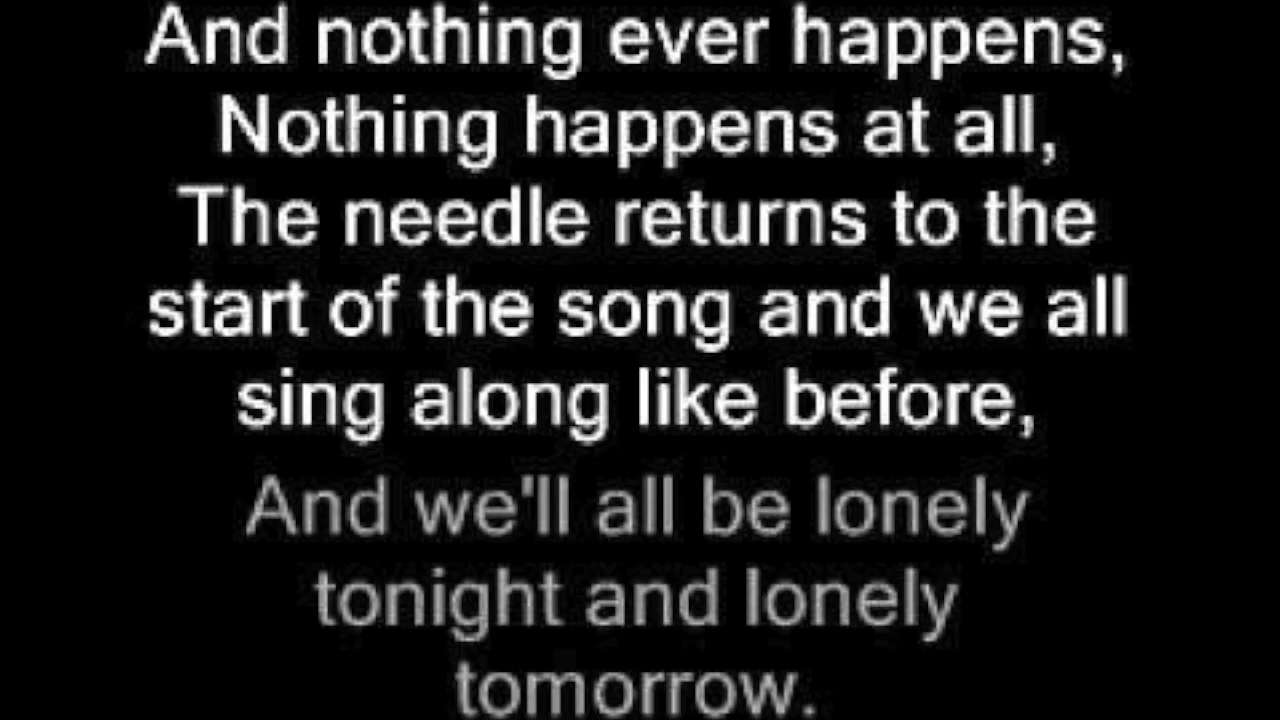 And nothing ever happens,
Nothing happens at all,
The needle returns to the
start of the song and we all
sing along like before,
And we'll all be lonely
tonight and lonely
tomorrow.